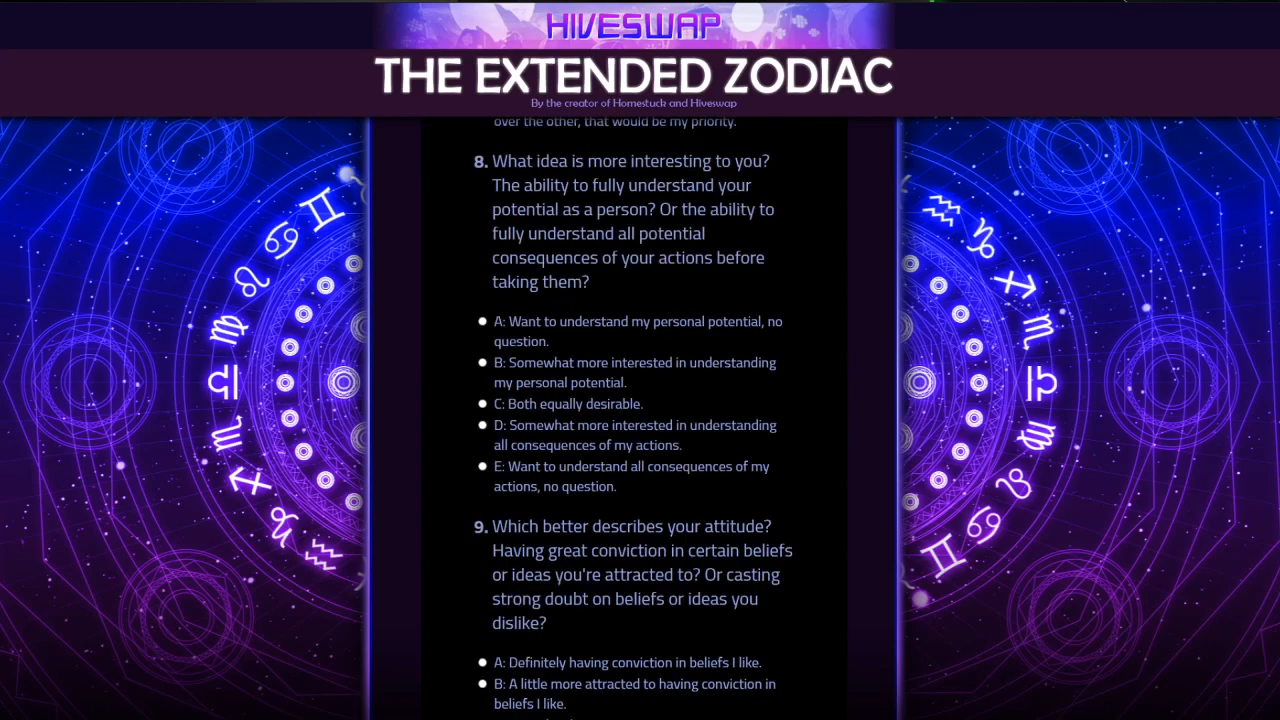 HIVESWAP
THE EXTENDED ZODIAC
By the creator of Homestuck and Hiveswap
over the other, that would be my priority.
8. What idea is more interesting to you?
The ability to fully understand your
potential as a person? Or the ability to
fully understand all potential
consequences of your actions before
taking them?
A: Want to understand my personal potential, no
question.
B: Somewhat more interested in understanding
my personal potential.
C: Both equally desirable.
D: Somewhat more interested in understanding
all consequences of my actions.
E: Want to understand all consequences of my
actions, no question.
9. Which better describes your attitude?
Having great conviction in certain beliefs
or ideas you're attracted to? Or casting
strong doubt on beliefs or ideas you
dislike?
A: Definitely having conviction in beliefs I like.
B: A little more attracted to having conviction in
beliefs I like.